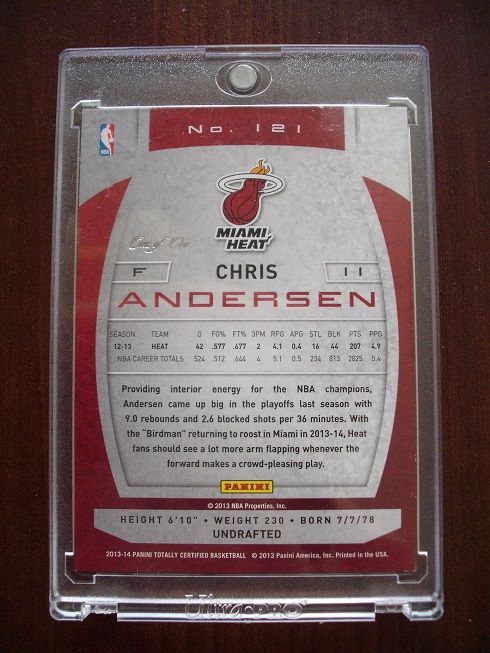 No. 121
NBA
MIAMI
HEAT
One of One
F CHRIS 11
ANDERSEN
SEASON TEAM G FG% FT% 3PM RPG APG STL BLK PTS PPG
12-13 HEAT 42 .577 .677 2 4.1 0.4 16 44 207 4.9
NBA CAREER TOTALS 524 .512 .644 4 5.1 0.5 234 813 2825 5.4
Providing interior energy for the NBA champions,
Andersen came up big in the playoffs last season with
9.0 rebounds and 2.6 blocked shots per 36 minutes. With
the "Birdman" returning to roost in Miami in 2013-14, Heat
fans should see a lot more arm flapping whenever the
forward makes a crowd-pleasing play.
PANINI
© 2013 NBA Properties, Inc.
HEIGHT 6'10" • WEIGHT 230 • BORN 7/7/78
UNDRAFTED
2013-14 PANINI TOTALLY CERTIFIED BASKETBALL © 2013 Panini America, Inc. Printed in the USA.
Ultra PRO